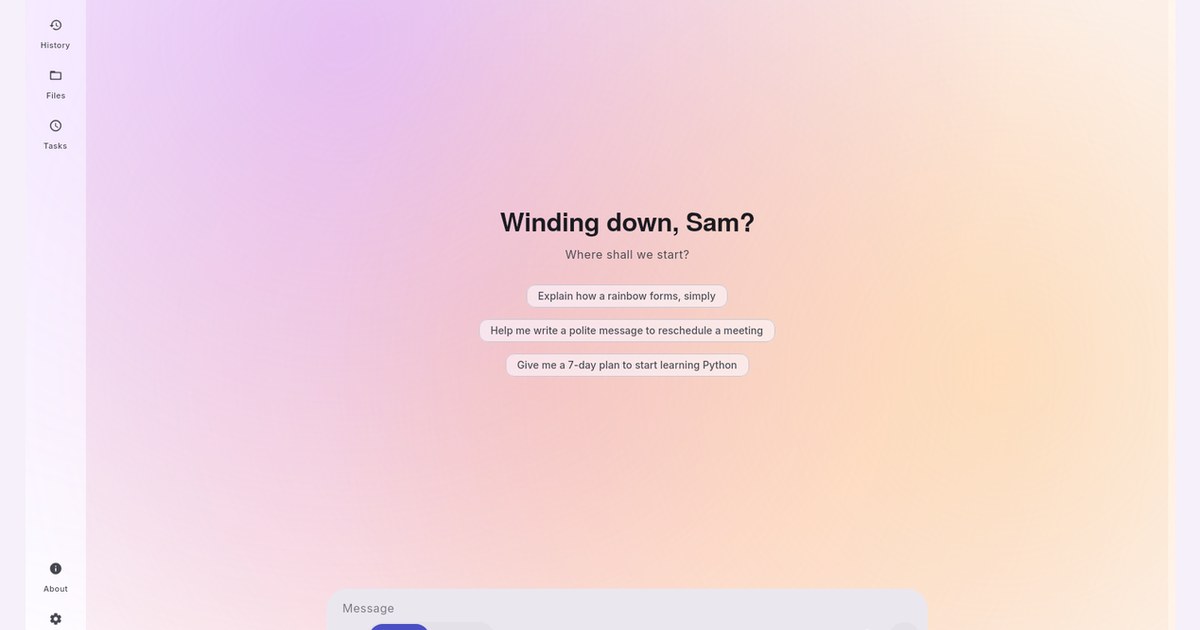 History
Files
Tasks
Winding down, Sam?
Where shall we start?
Explain how a rainbow forms, simply
Help me write a polite message to reschedule a meeting
Give me a 7-day plan to start learning Python
About
Message